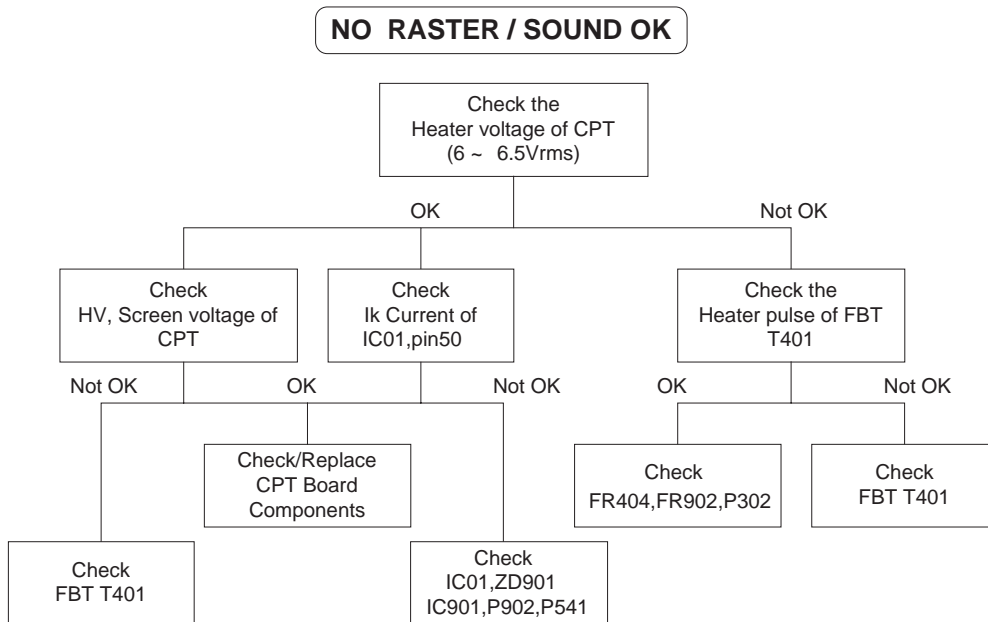 NO RASTER / SOUND OK
Check the
Heater voltage of CPT
(6 ~ 6.5Vrms)
OK
Not OK
Check
HV, Screen voltage of
CPT
Check
Ik Current of
IC01,pin50
Check the
Heater pulse of FBT
T401
Not OK
OK
Not OK
OK
Not OK
Check/Replace
CPT Board
Components
Check
FR404,FR902,P302
Check
FBT T401
Check
FBT T401
Check
IC01,ZD901
IC901,P902,P541